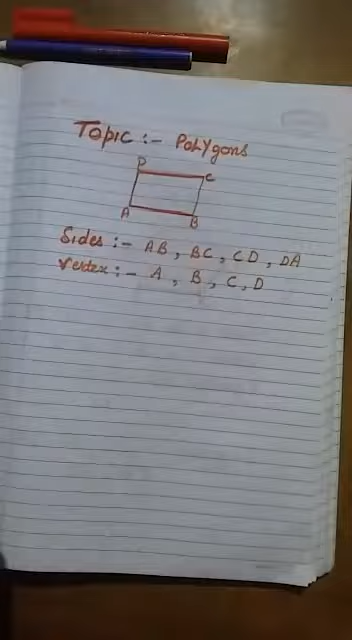 Topic :- Polygons
D C
A B
Sides :- AB, BC, CD, DA
Vertex :- A, B, C, D